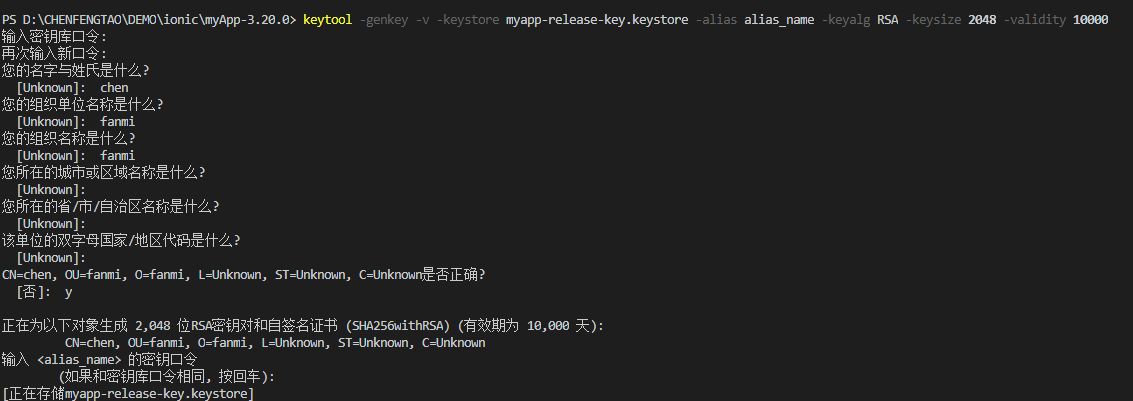 PS D:\CHENFENGTAO\DEMO\ionic\myApp-3.20.0> keytool -genkey -v -keystore myapp-release-key.keystore -alias alias_name -keyalg RSA -keysize 2048 -validity 10000
输入密钥库口令:
再次输入新口令:
您的名字与姓氏是什么?
  [Unknown]:  chen
您的组织单位名称是什么?
  [Unknown]:  fanmi
您的组织名称是什么?
  [Unknown]:  fanmi
您所在的城市或区域名称是什么?
  [Unknown]:
您所在的省/市/自治区名称是什么?
  [Unknown]:
该单位的双字母国家/地区代码是什么?
  [Unknown]:
CN=chen, OU=fanmi, O=fanmi, L=Unknown, ST=Unknown, C=Unknown是否正确?
  [否]:  y
正在为以下对象生成 2,048 位RSA密钥对和自签名证书 (SHA256withRSA) (有效期为 10,000 天):
         CN=chen, OU=fanmi, O=fanmi, L=Unknown, ST=Unknown, C=Unknown
输入 <alias_name> 的密钥口令
        (如果和密钥库口令相同, 按回车):
[正在存储myapp-release-key.keystore]